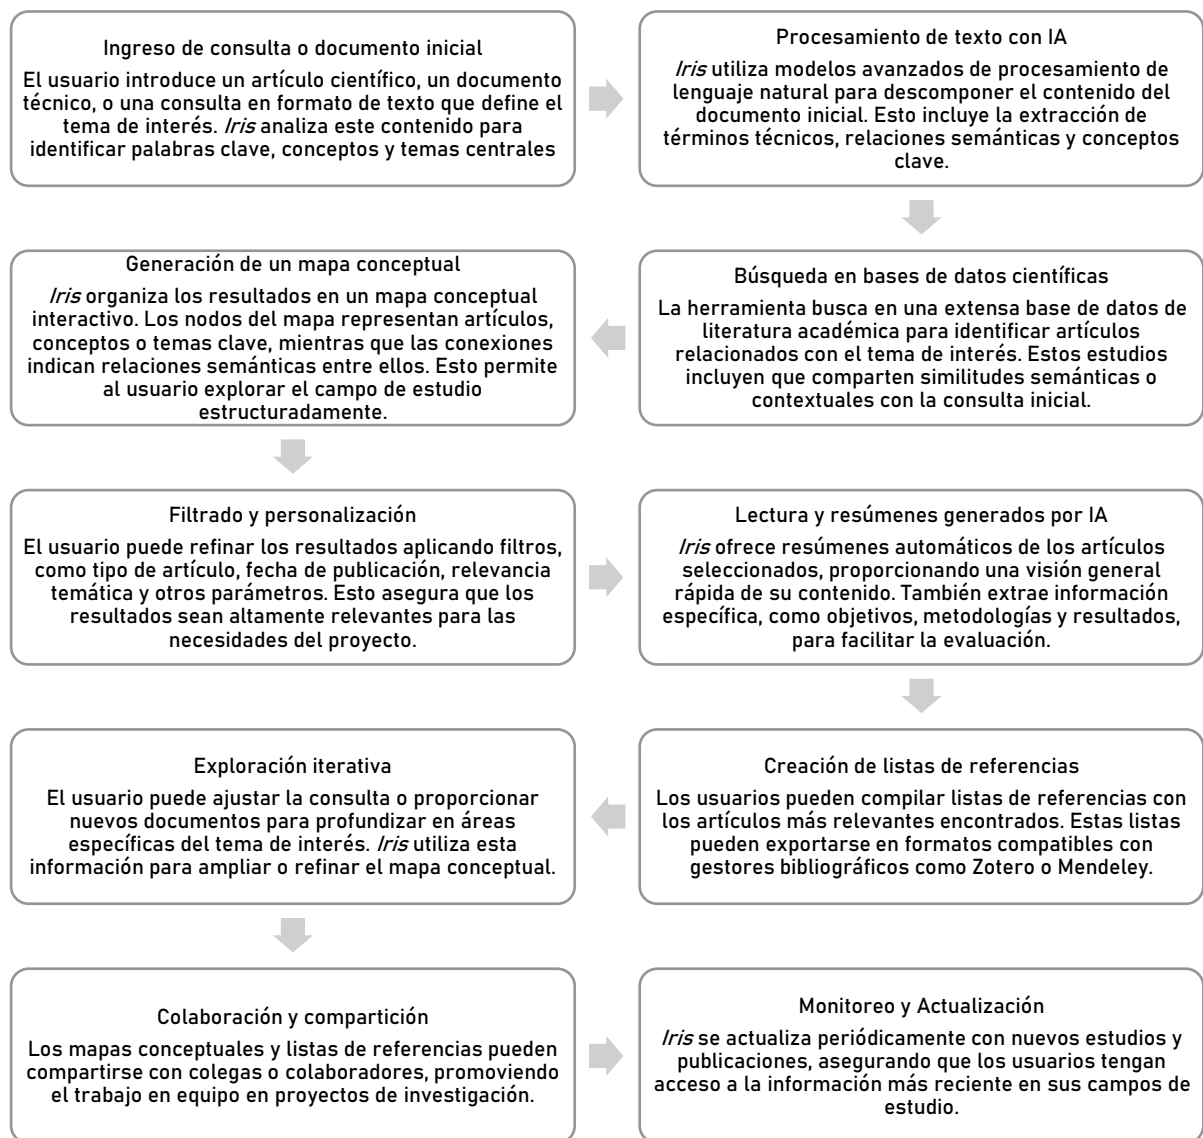 Ingreso de consulta o documento inicial
El usuario introduce un artículo científico, un documento
técnico, o una consulta en formato de texto que define el
tema de interés. Iris analiza este contenido para
identificar palabras clave, conceptos y temas centrales
Procesamiento de texto con IA
Iris utiliza modelos avanzados de procesamiento de
lenguaje natural para descomponer el contenido del
documento inicial. Esto incluye la extracción de
términos técnicos, relaciones semánticas y conceptos
clave.
Búsqueda en bases de datos científicas
La herramienta busca en una extensa base de datos de
literatura académica para identificar artículos
relacionados con el tema de interés. Estos estudios
incluyen que comparten similitudes semánticas o
contextuales con la consulta inicial.
Generación de un mapa conceptual
Iris organiza los resultados en un mapa conceptual
interactivo. Los nodos del mapa representan artículos,
conceptos o temas clave, mientras que las conexiones
indican relaciones semánticas entre ellos. Esto permite
al usuario explorar el campo de estudio
estructuradamente.
Filtrado y personalización
El usuario puede refinar los resultados aplicando filtros,
como tipo de artículo, fecha de publicación, relevancia
temática y otros parámetros. Esto asegura que los
resultados sean altamente relevantes para las
necesidades del proyecto.
Lectura y resúmenes generados por IA
Iris ofrece resúmenes automáticos de los artículos
seleccionados, proporcionando una visión general
rápida de su contenido. También extrae información
específica, como objetivos, metodologías y resultados,
para facilitar la evaluación.
Creación de listas de referencias
Los usuarios pueden compilar listas de referencias con
los artículos más relevantes encontrados. Estas listas
pueden exportarse en formatos compatibles con
gestores bibliográficos como Zotero o Mendeley.
Exploración iterativa
El usuario puede ajustar la consulta o proporcionar
nuevos documentos para profundizar en áreas
específicas del tema de interés. Iris utiliza esta
información para ampliar o refinar el mapa conceptual.
Colaboración y compartición
Los mapas conceptuales y listas de referencias pueden
compartirse con colegas o colaboradores, promoviendo
el trabajo en equipo en proyectos de investigación.
Monitoreo y Actualización
Iris se actualiza periódicamente con nuevos estudios y
publicaciones, asegurando que los usuarios tengan
acceso a la información más reciente en sus campos de
estudio.